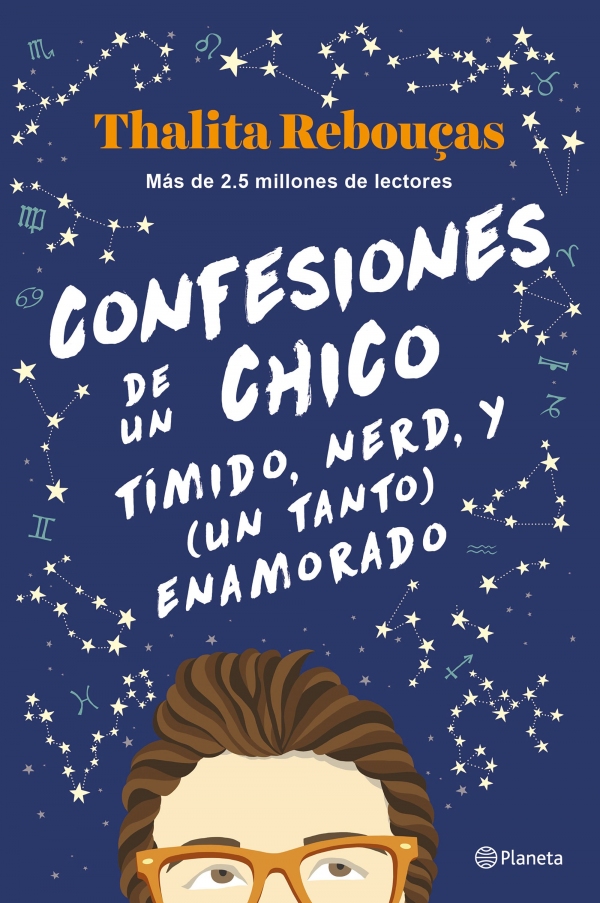 Thalita Rebouças
Más de 2.5 millones de lectores
CONFESIONES
DE UN CHICO
TÍMIDO, NERD, Y
(UN TANTO)
ENAMORADO
Planeta